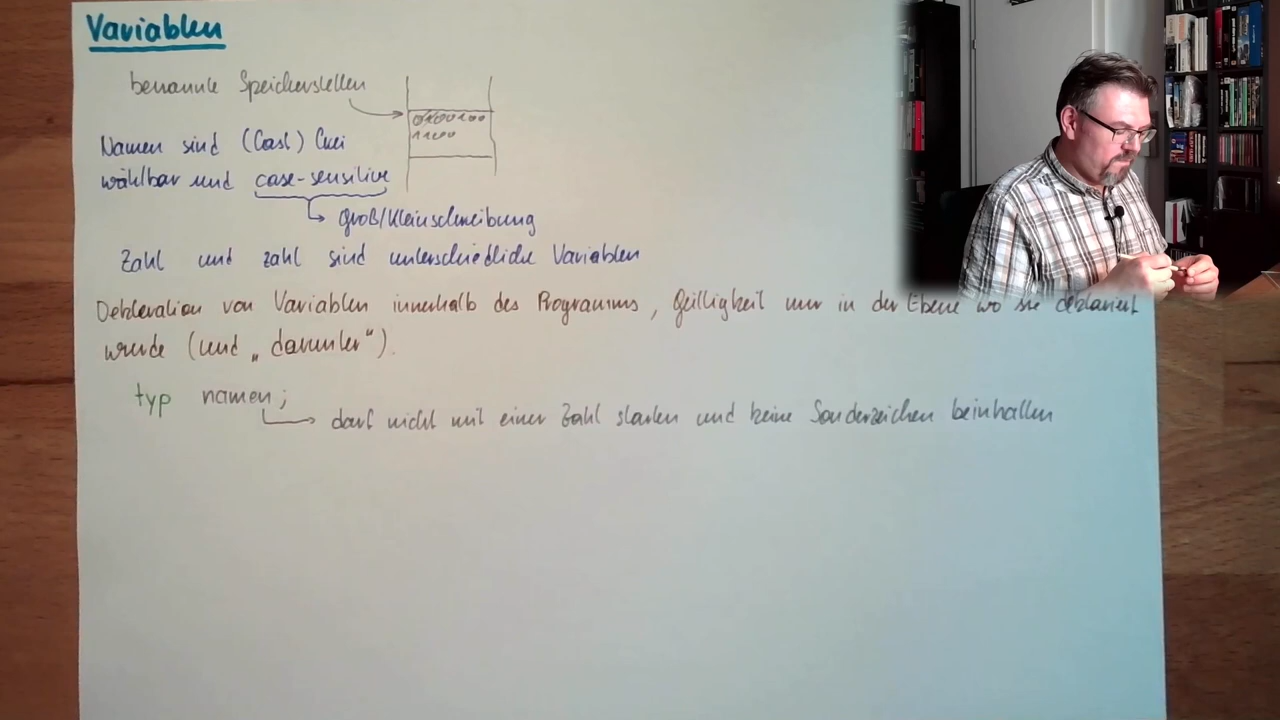 Variablen
benannte Speicherstellen
01100100
11000
Namen sind (fast) frei
wählbar und case-sensitive
Groß/Kleinschreibung
Zahl und zahl sind unterschiedliche Variablen
Deklaration von Variablen innerhalb des Programms, Gültigkeit nur in der Ebene wo sie deklariert
wurde (und „darunter“).
typ namen;
darf nicht mit einer Zahl starten und keine Sonderzeichen beinhalten